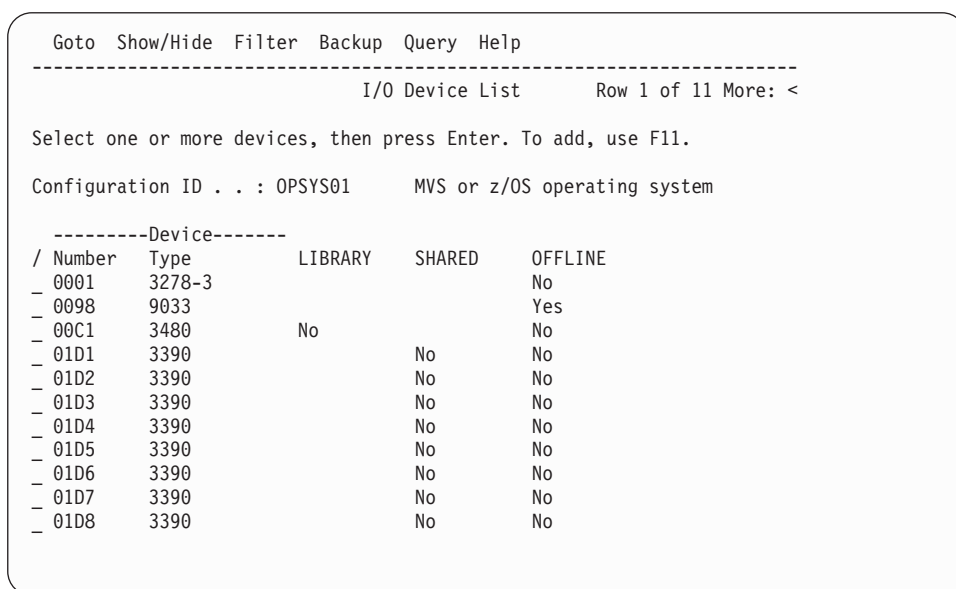 Goto  Show/Hide  Filter  Backup  Query  Help
------------------------------------------------------------------------
I/O Device List       Row 1 of 11 More: <
Select one or more devices, then press Enter. To add, use F11.
Configuration ID . . : OPSYS01      MVS or z/OS operating system
---------Device-------
/ Number   Type          LIBRARY    SHARED     OFFLINE
_ 0001     3278-3                              No
_ 0098     9033                                Yes
_ 00C1     3480          No                    No
_ 01D1     3390                     No         No
_ 01D2     3390                     No         No
_ 01D3     3390                     No         No
_ 01D4     3390                     No         No
_ 01D5     3390                     No         No
_ 01D6     3390                     No         No
_ 01D7     3390                     No         No
_ 01D8     3390                     No         No